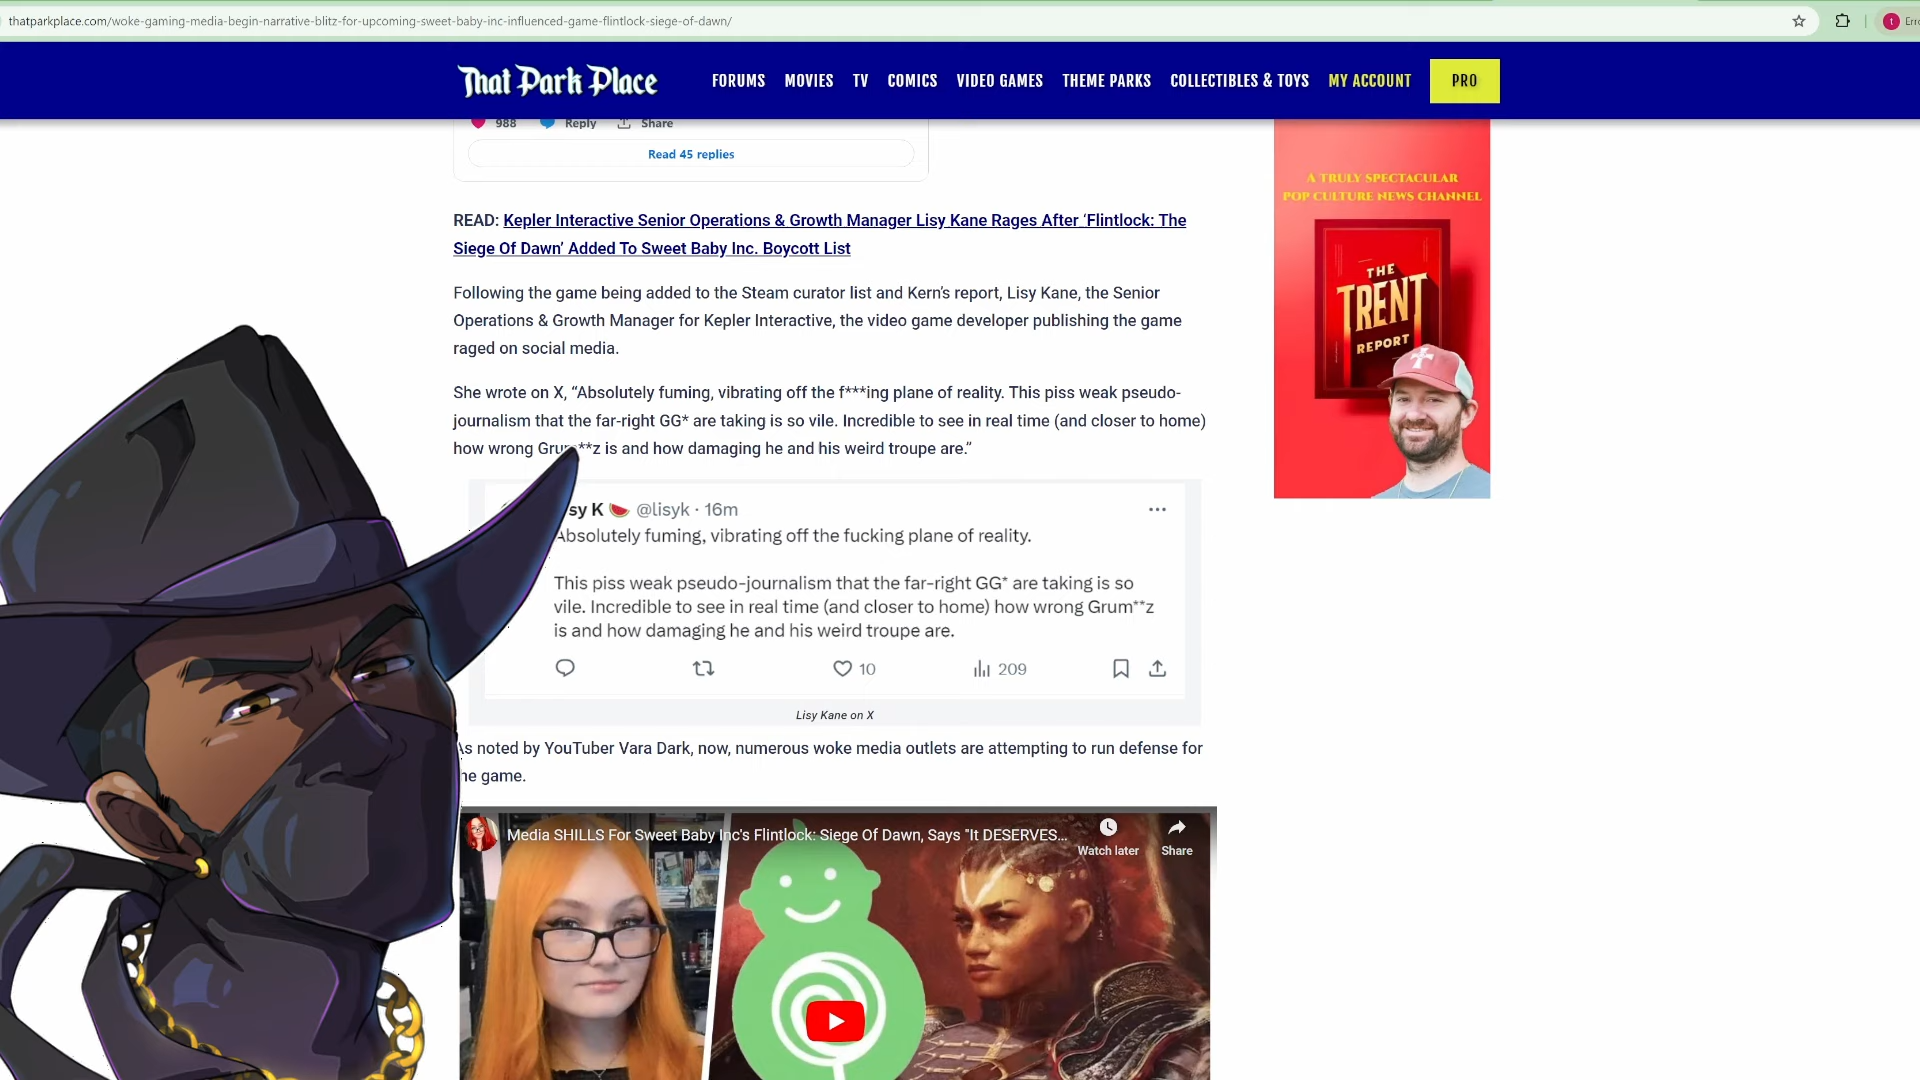 thatparkplace.com/woke-gaming-media-begin-narrative-blitz-for-upcoming-sweet-baby-inc-influenced-game-flintlock-siege-of-dawn/
t Erro
That Park Place FORUMS MOVIES TV COMICS VIDEO GAMES THEME PARKS COLLECTIBLES & TOYS MY ACCOUNT PRO
988 Reply Share
Read 45 replies
A TRULY SPECTACULAR
POP CULTURE NEWS CHANNEL
THE
TRENT
REPORT
READ: Kepler Interactive Senior Operations & Growth Manager Lisy Kane Rages After ‘Flintlock: The
Siege Of Dawn’ Added To Sweet Baby Inc. Boycott List
Following the game being added to the Steam curator list and Kern’s report, Lisy Kane, the Senior
Operations & Growth Manager for Kepler Interactive, the video game developer publishing the game
raged on social media.
She wrote on X, “Absolutely fuming, vibrating off the f***ing plane of reality. This piss weak pseudo-
journalism that the far-right GG* are taking is so vile. Incredible to see in real time (and closer to home)
how wrong Grum**z is and how damaging he and his weird troupe are.”
sy K 🍉 @lisyk · 16m
Absolutely fuming, vibrating off the fucking plane of reality.
This piss weak pseudo-journalism that the far-right GG* are taking is so
vile. Incredible to see in real time (and closer to home) how wrong Grum**z
is and how damaging he and his weird troupe are.
10 209
Lisy Kane on X
As noted by YouTuber Vara Dark, now, numerous woke media outlets are attempting to run defense for
he game.
Media SHILLS For Sweet Baby Inc's Flintlock: Siege Of Dawn, Says "It DESERVES...
Watch later Share